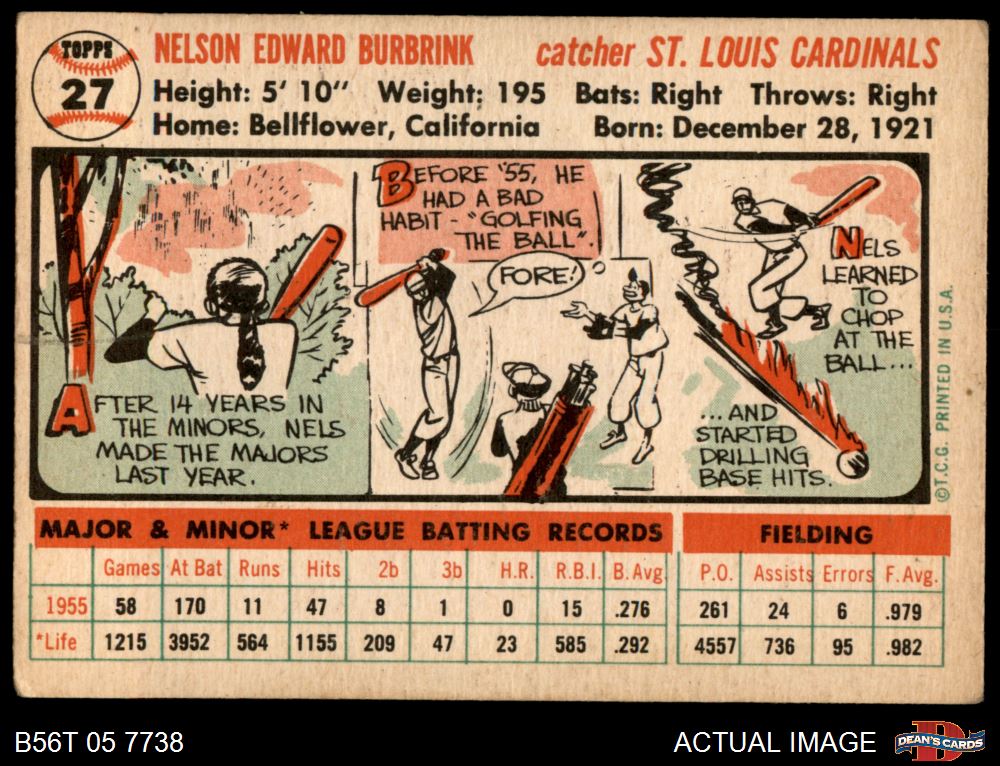 TOPPS
27
NELSON EDWARD BURBRINK catcher ST. LOUIS CARDINALS
Height: 5' 10" Weight: 195 Bats: Right Throws: Right
Home: Bellflower, California Born: December 28, 1921
AFTER 14 YEARS IN
THE MINORS, NELS
MADE THE MAJORS
LAST YEAR.
BEFORE '55, HE
HAD A BAD
HABIT - "GOLFING
THE BALL".
FORE!
NELS
LEARNED
TO
CHOP
AT THE
BALL...
...AND
STARTED
DRILLING
BASE HITS.
©T.C.G. PRINTED IN U.S.A.
MAJOR & MINOR* LEAGUE BATTING RECORDS FIELDING
Games At Bat Runs Hits 2b 3b H.R. R.B.I. B. Avg. P.O. Assists Errors F. Avg.
1955 58 170 11 47 8 1 0 15 .276 261 24 6 .979
*Life 1215 3952 564 1155 209 47 23 585 .292 4557 736 95 .982
B56T 05 7738 ACTUAL IMAGE DEAN'S CARDS